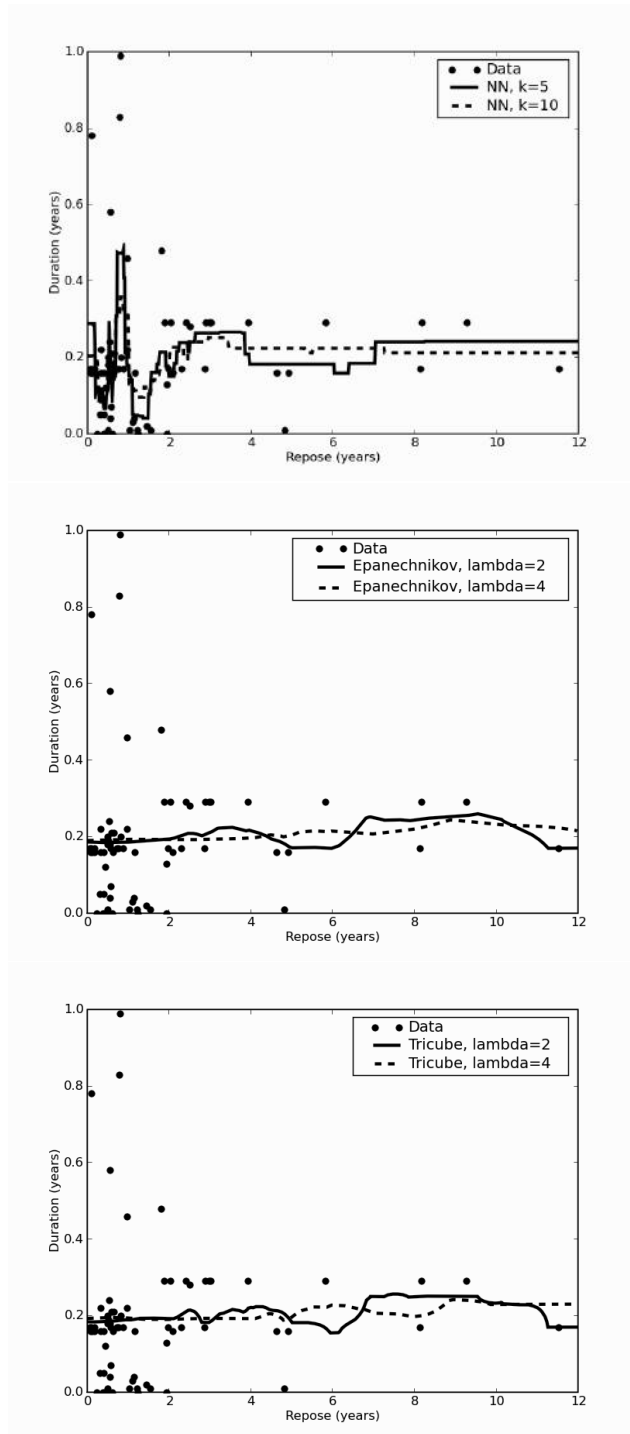 1.0
0.8
0.6
0.4
0.2
0.0
Duration (years)
Data
NN, k=5
NN, k=10
0 2 4 6 8 10 12
Repose (years)
1.0
0.8
0.6
0.4
0.2
0.0
Duration (years)
Data
Epanechnikov, lambda=2
Epanechnikov, lambda=4
0 2 4 6 8 10 12
Repose (years)
1.0
0.8
0.6
0.4
0.2
0.0
Duration (years)
Data
Tricube, lambda=2
Tricube, lambda=4
0 2 4 6 8 10 12
Repose (years)